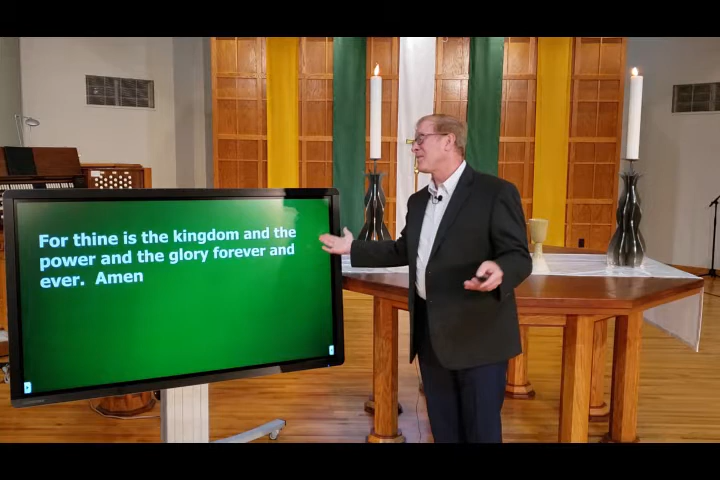 For thine is the kingdom and the
power and the glory forever and
ever.  Amen